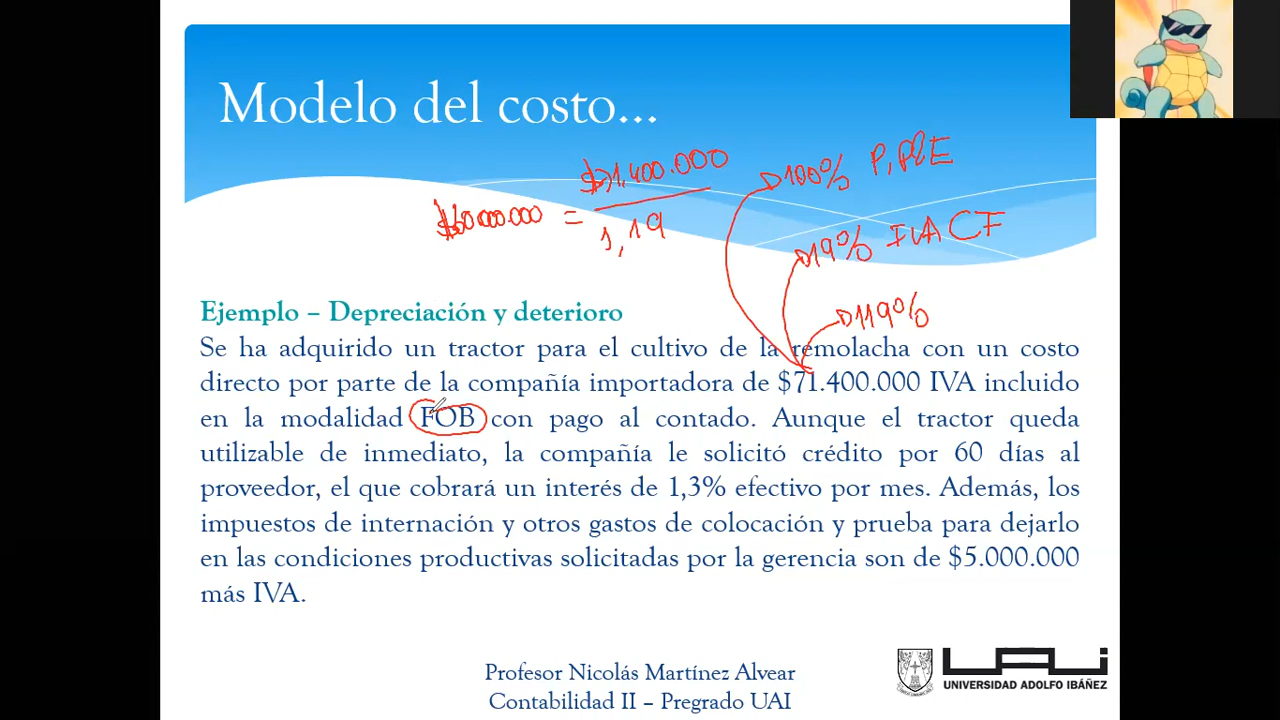 Modelo del costo...
$71.400.000
$60.000.000 =
1,19
100% P, P&E
19% IVA CF
119%
Ejemplo – Depreciación y deterioro
Se ha adquirido un tractor para el cultivo de la remolacha con un costo
directo por parte de la compañía importadora de $71.400.000 IVA incluido
en la modalidad FOB con pago al contado. Aunque el tractor queda
utilizable de inmediato, la compañía le solicitó crédito por 60 días al
proveedor, el que cobrará un interés de 1,3% efectivo por mes. Además, los
impuestos de internación y otros gastos de colocación y prueba para dejarlo
en las condiciones productivas solicitadas por la gerencia son de $5.000.000
más IVA.
Profesor Nicolás Martínez Alvear
Contabilidad II – Pregrado UAI
UAI
UNIVERSIDAD ADOLFO IBÁÑEZ